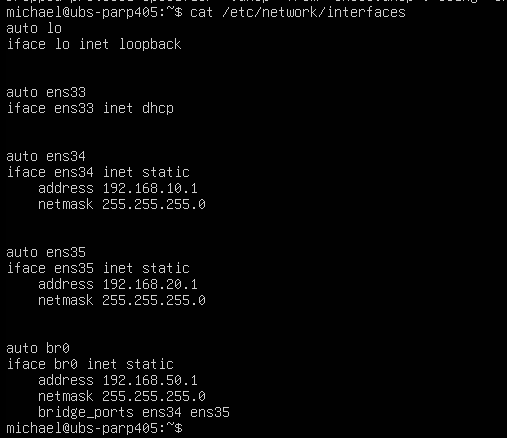 michael@ubs-parp405:~$ cat /etc/network/interfaces
auto lo
iface lo inet loopback
auto ens33
iface ens33 inet dhcp
auto ens34
iface ens34 inet static
    address 192.168.10.1
    netmask 255.255.255.0
auto ens35
iface ens35 inet static
    address 192.168.20.1
    netmask 255.255.255.0
auto br0
iface br0 inet static
    address 192.168.50.1
    netmask 255.255.255.0
    bridge_ports ens34 ens35
michael@ubs-parp405:~$